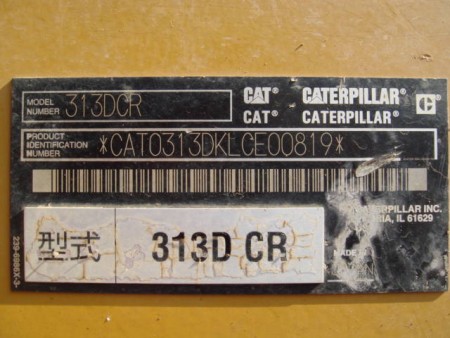 MODEL NUMBER 313DCR
CAT® CATERPILLAR® C®
CAT® CATERPILLAR®
PRODUCT IDENTIFICATION NUMBER *CAT0313DKLCE00819*
CATERPILLAR INC.
IL 61629
型式 313D CR
MADE